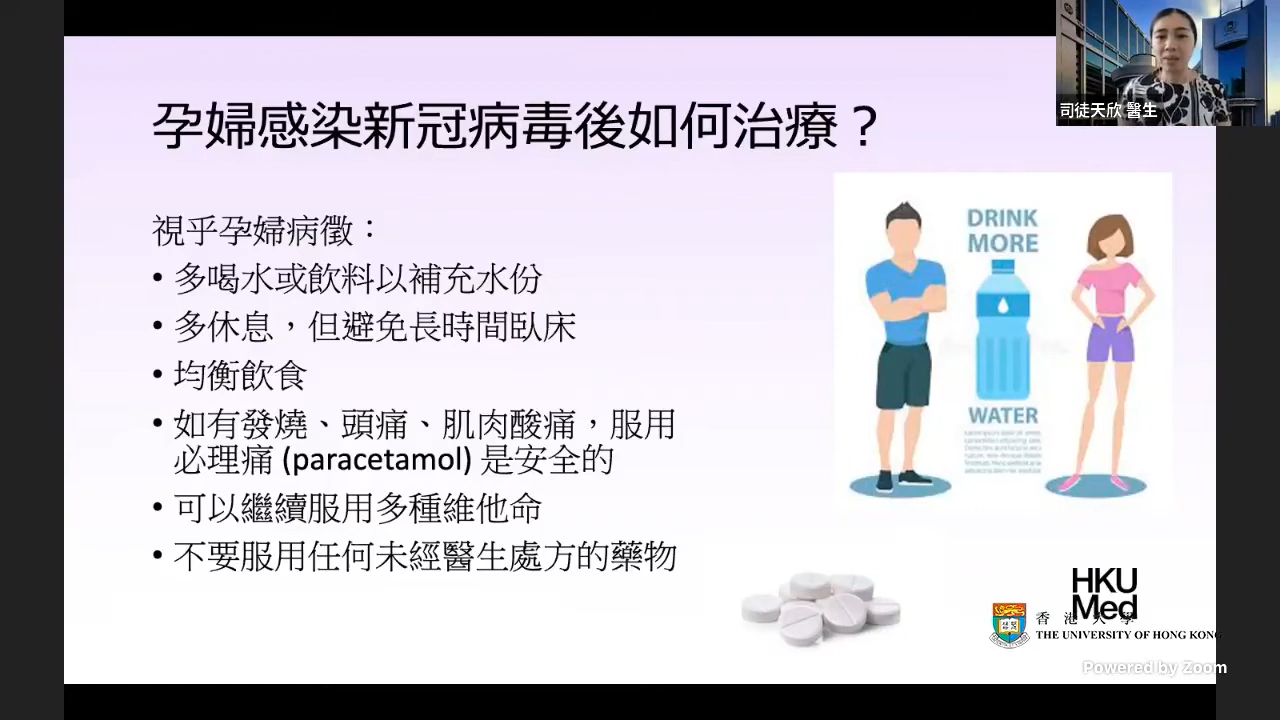 司徒天欣 醫生
孕婦感染新冠病毒後如何治療？
視乎孕婦病徵：
• 多喝水或飲料以補充水份
• 多休息，但避免長時間臥床
• 均衡飲食
• 如有發燒、頭痛、肌肉酸痛，服用
必理痛 (paracetamol) 是安全的
• 可以繼續服用多種維他命
• 不要服用任何未經醫生處方的藥物
DRINK
MORE
WATER
HKU
Med
香港大學
THE UNIVERSITY OF HONG KONG
Powered by Zoom